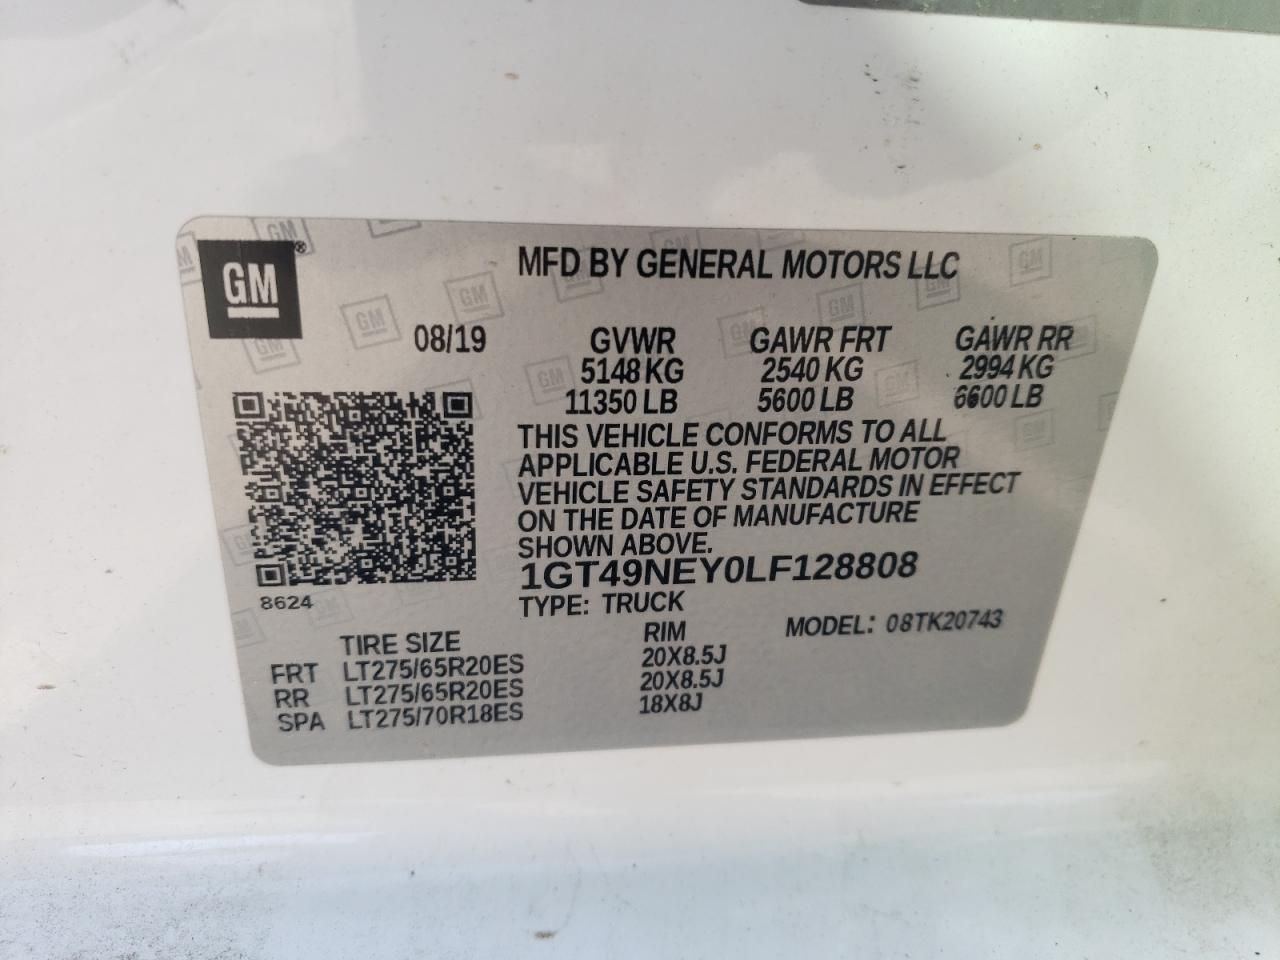 GM®
MFD BY GENERAL MOTORS LLC
08/19 GVWR GAWR FRT GAWR RR
5148 KG 2540 KG 2994 KG
11350 LB 5600 LB 6600 LB
THIS VEHICLE CONFORMS TO ALL
APPLICABLE U.S. FEDERAL MOTOR
VEHICLE SAFETY STANDARDS IN EFFECT
ON THE DATE OF MANUFACTURE
SHOWN ABOVE.
1GT49NEY0LF128808
8624
TYPE: TRUCK MODEL: 08TK20743
TIRE SIZE RIM
FRT LT275/65R20ES 20X8.5J
RR LT275/65R20ES 20X8.5J
SPA LT275/70R18ES 18X8J